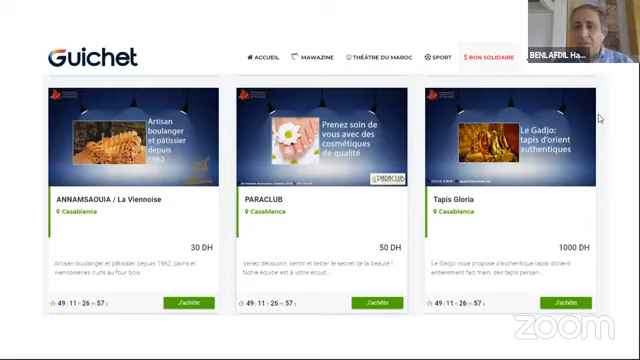 Guichet
ACCUEIL
MAWAZINE
THÉÂTRE DU MAROC
SPORT
$ BON SOLIDAIRE
BENLAFDIL Ha...
Artisan
boulanger
et pâtissier
depuis
1962
ANNAMSAOUIA / La Viennoise
Casablanca
30 DH
Artisan boulanger et pâtissier depuis 1962, pains et
viennoiseries cuits au four bois
49 j 11 h 26 m 57 s
J'achète
Prenez soin de
vous avec des
cosmétiques
de qualité
PARACLUB
PARACLUB
Casablanca
50 DH
Venez découvrir, sentir et tester le secret de la beauté !
Notre équipe est à votre écout...
49 j 11 h 26 m 57 s
J'achète
Le Gadjo:
tapis d'orient
authentiques
Tapis Gloria
Casablanca
1000 DH
Le Gadjo vous propose d'authentique tapis d'orient
entièrement fait main, des tapis persan...
49 j 11 h 26 m 57 s
J'achète
zoom